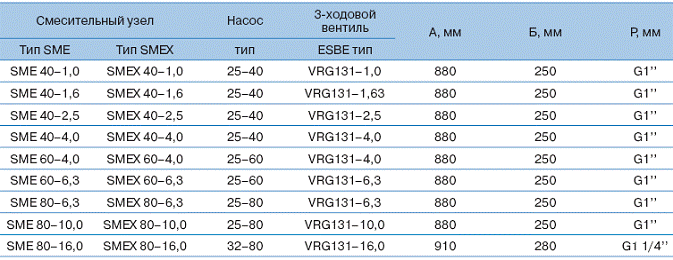 Смесительный узел Насос 3-ходовой вентиль А, мм Б, мм Р, мм
Тип SME Тип SMEX тип ESBE тип
SME 40–1,0 SMEX 40–1,0 25–40 VRG131–1,0 880 250 G1’’
SME 40–1,6 SMEX 40–1,6 25–40 VRG131–1,63 880 250 G1’’
SME 40–2,5 SMEX 40–2,5 25–40 VRG131–2,5 880 250 G1’’
SME 40–4,0 SMEX 40–4,0 25–40 VRG131–4,0 880 250 G1’’
SME 60–4,0 SMEX 60–4,0 25–60 VRG131–4,0 880 250 G1’’
SME 60–6,3 SMEX 60–6,3 25–60 VRG131–6,3 880 250 G1’’
SME 80–6,3 SMEX 80–6,3 25–80 VRG131–6,3 880 250 G1’’
SME 80–10,0 SMEX 80–10,0 25–80 VRG131–10,0 880 250 G1’’
SME 80–16,0 SMEX 80–16,0 32–80 VRG131–16,0 910 280 G1 1/4’’